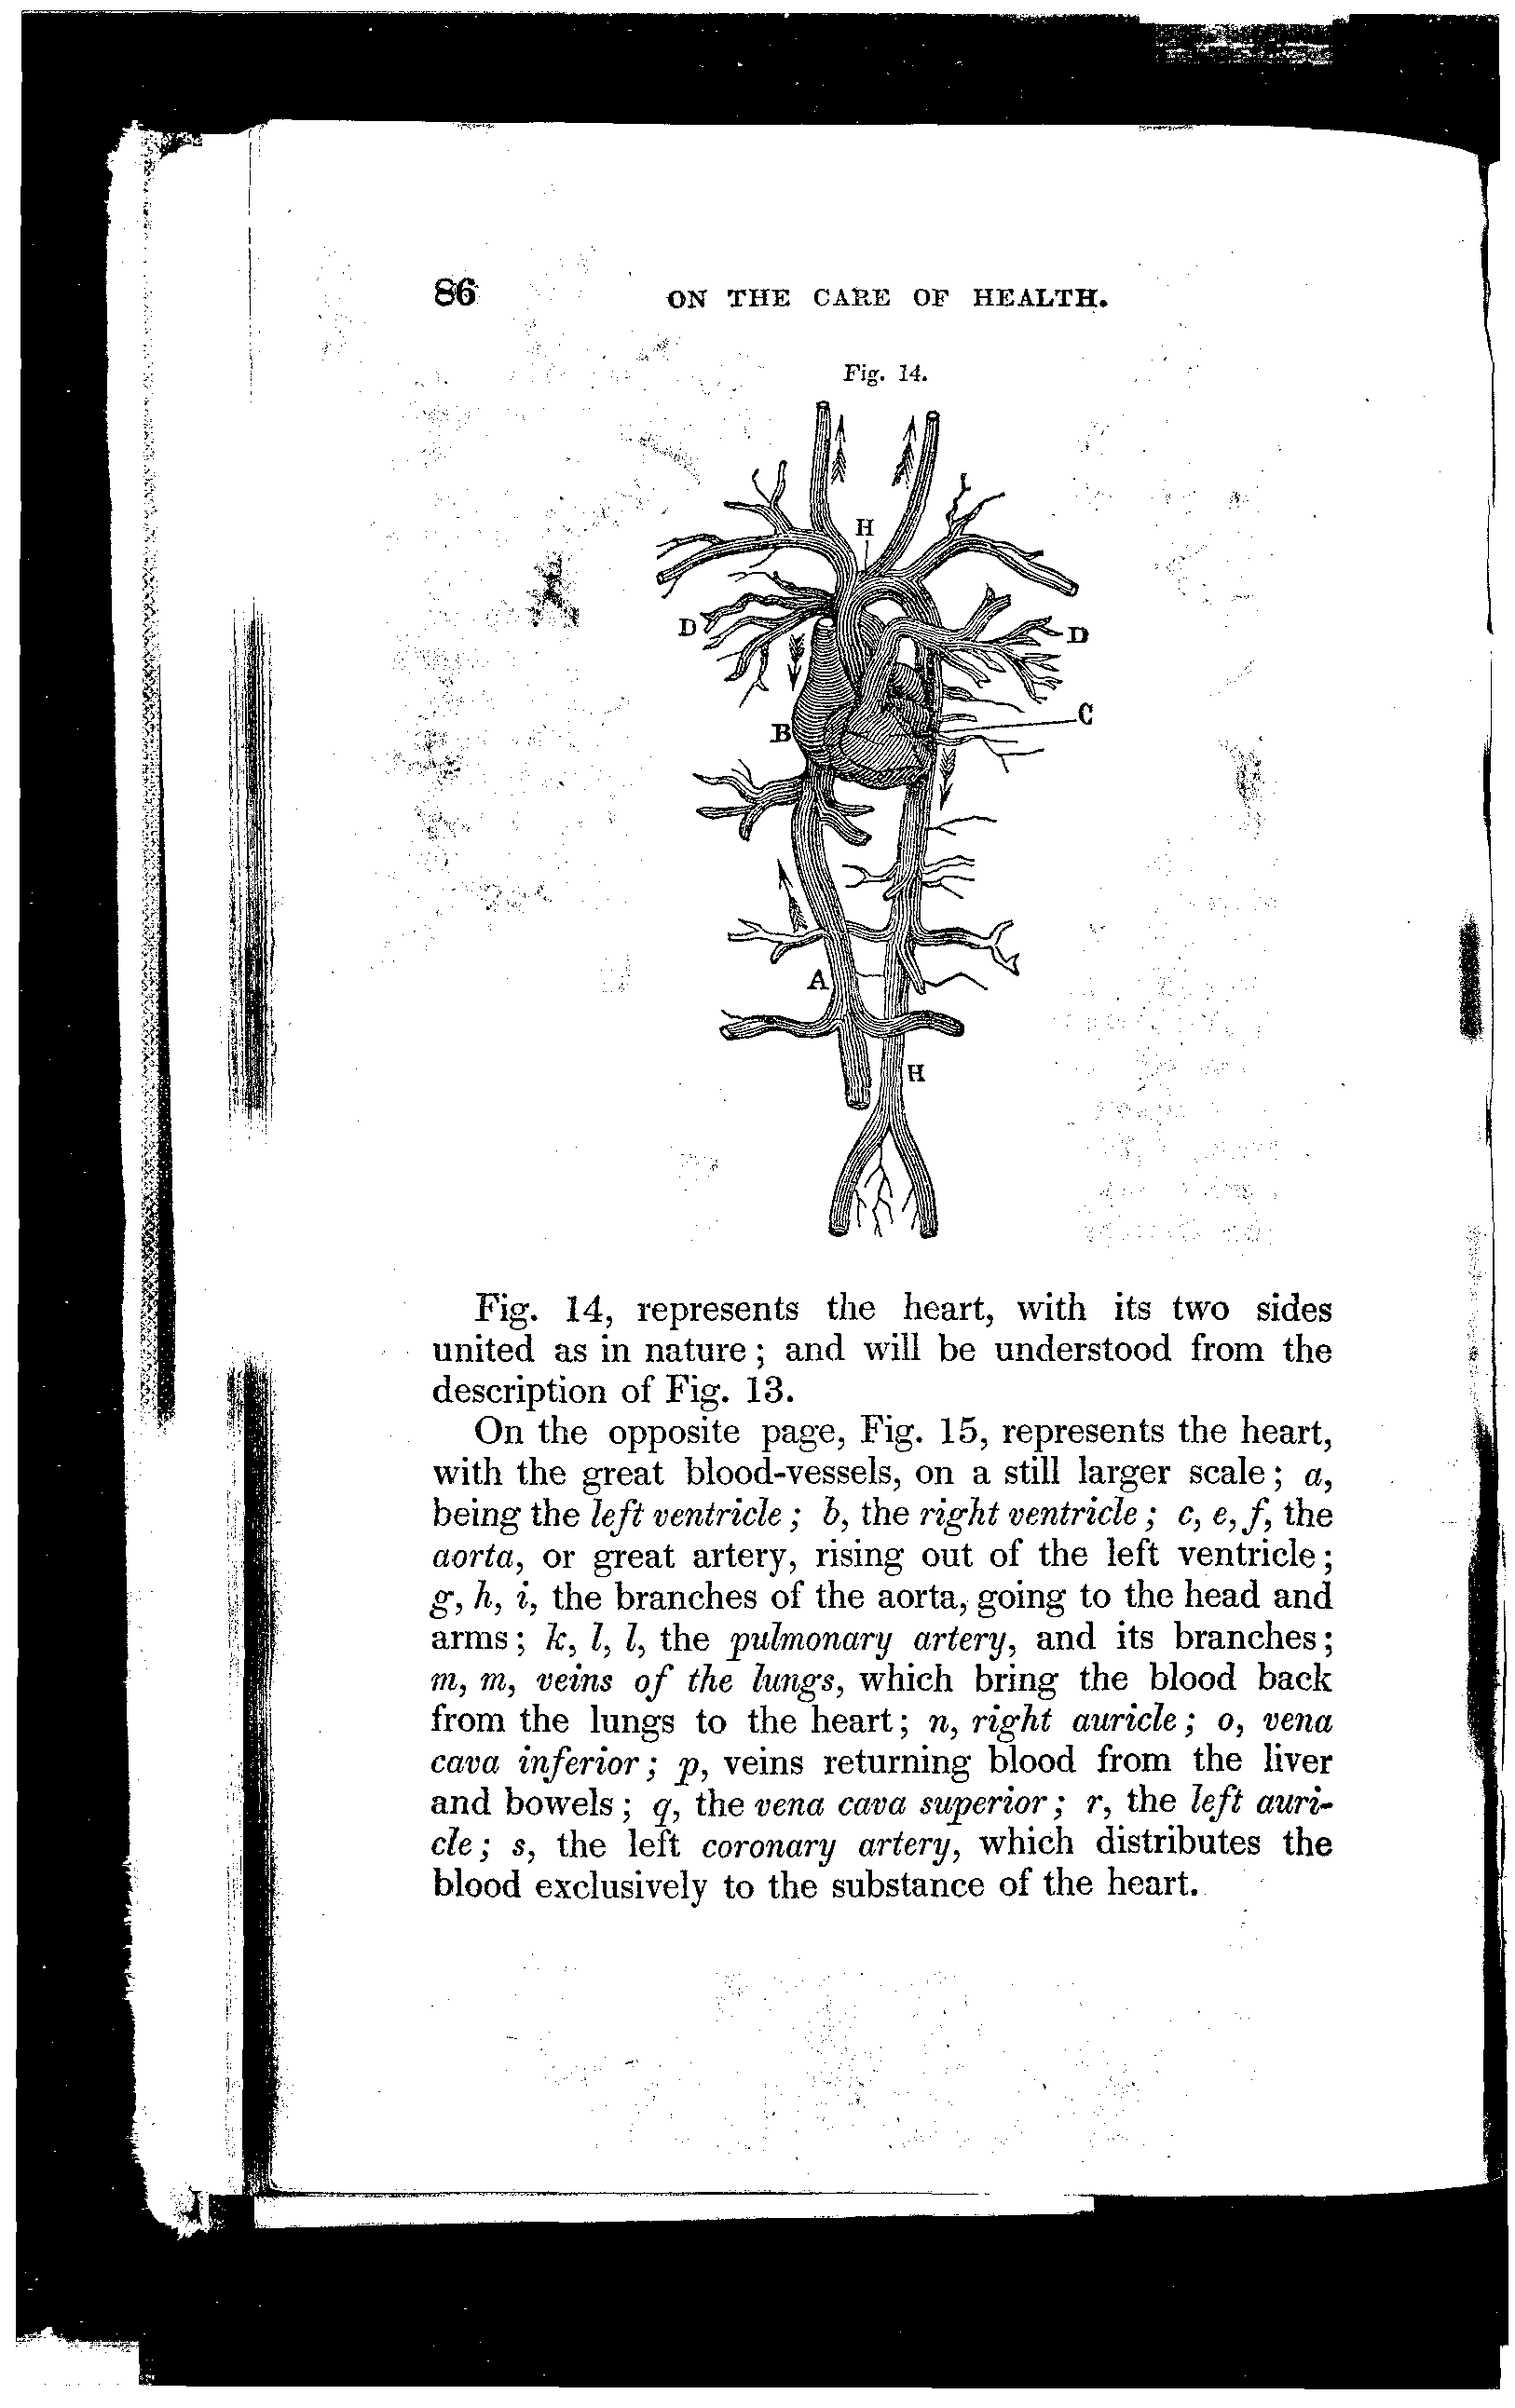 86 ON THE CARE OF HEALTH.
Fig. 14.
H
D
D
C
B
A
H
Fig. 14, represents the heart, with its two sides
united as in nature; and will be understood from the
description of Fig. 13.
On the opposite page, Fig. 15, represents the heart,
with the great blood-vessels, on a still larger scale; a,
being the left ventricle; b, the right ventricle; c, e, f, the
aorta, or great artery, rising out of the left ventricle;
g, h, i, the branches of the aorta, going to the head and
arms; k, l, l, the pulmonary artery, and its branches;
m, m, veins of the lungs, which bring the blood back
from the lungs to the heart; n, right auricle; o, vena
cava inferior; p, veins returning blood from the liver
and bowels; q, the vena cava superior; r, the left auri-
cle; s, the left coronary artery, which distributes the
blood exclusively to the substance of the heart.